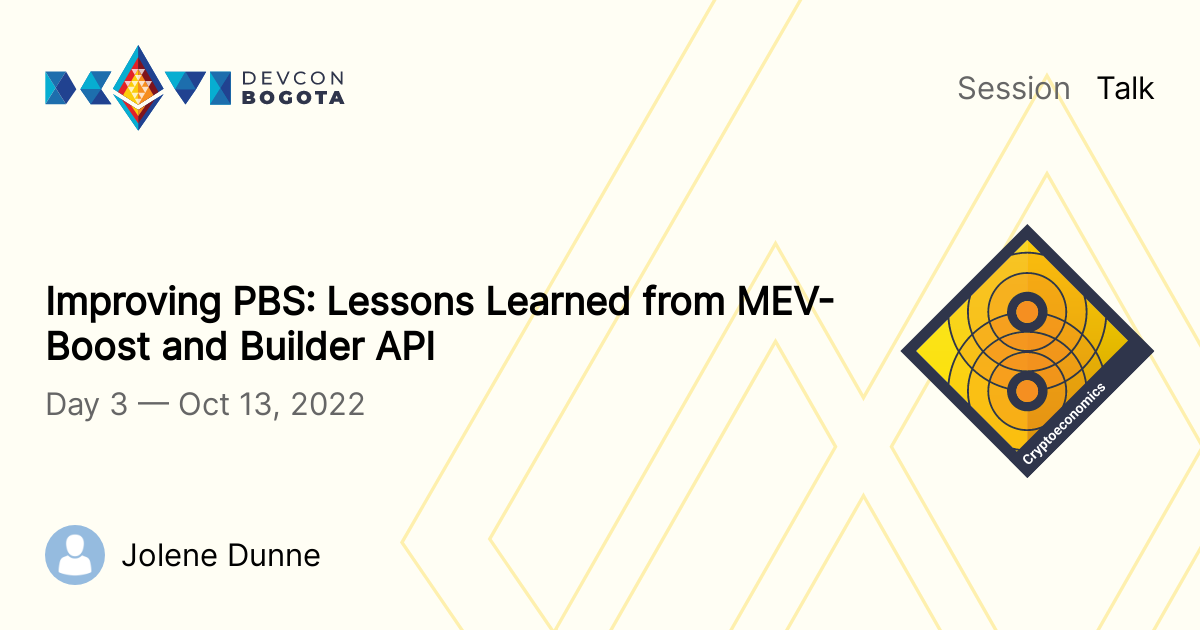 DEVCON
BOGOTA
Session Talk
Improving PBS: Lessons Learned from MEV-
Boost and Builder API
Day 3 — Oct 13, 2022
Cryptoeconomics
Jolene Dunne